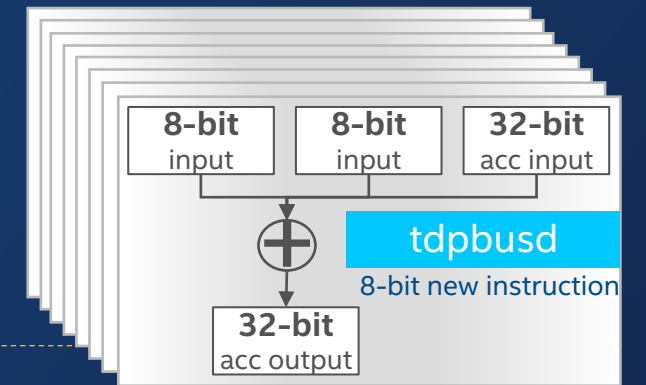 8-bit
input
8-bit
input
32-bit
acc input
tdpbusd
8-bit new instruction
32-bit
acc output